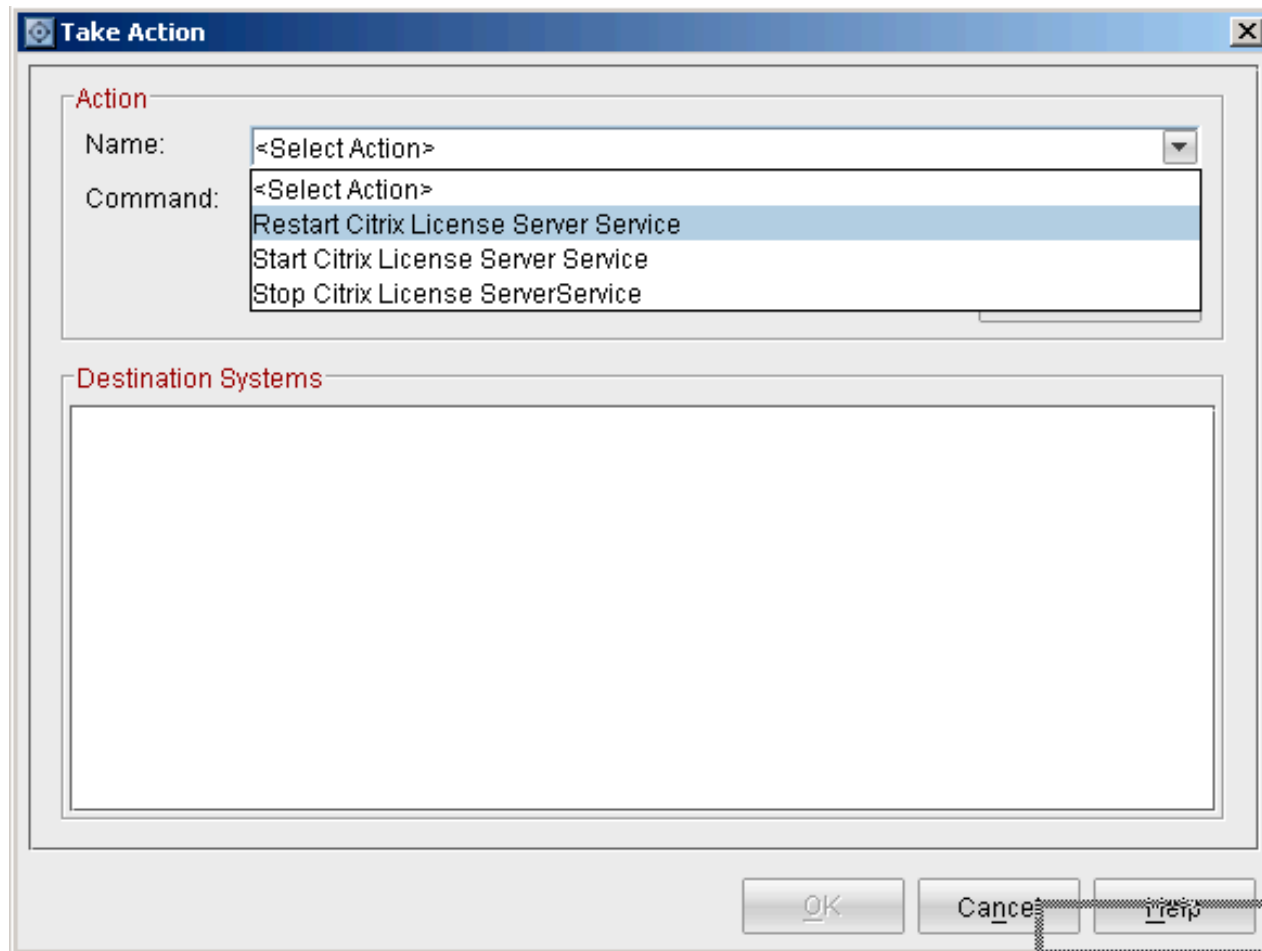 Take Action
Action
Name:
<Select Action>
Command:
<Select Action>
Restart Citrix License Server Service
Start Citrix License Server Service
Stop Citrix License ServerService
Destination Systems
OK
Cancel
Help